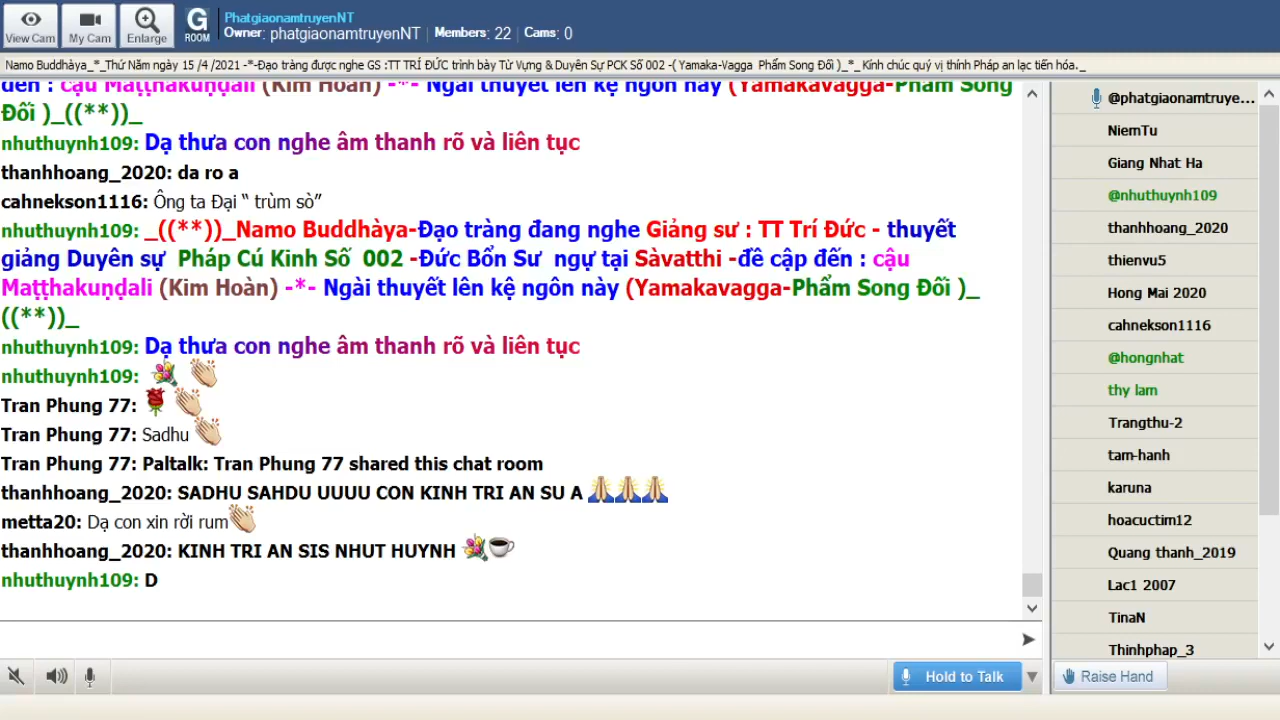 PhatgiaonamtruyenNT
Owner: phatgiaonamtruyenNT | Members: 22 | Cams: 0
View Cam
My Cam
Enlarge
G
ROOM
Namo Buddhàya_*_Thứ Năm ngày 15 /4 /2021 -*-Đạo tràng được nghe GS :TT TRÍ ĐỨC trình bày Từ Vựng & Duyên Sự PCK Số 002 -( Yamaka-Vagga Phẩm Song Đối )_*_ Kính chúc quý vị thính Pháp an lạc tiến hóa._
đến : cậu Maṭṭhakuṇḍali (Kim Hoàn) -*- Ngài thuyết lên kệ ngôn này (Yamakavagga-Phẩm Song
Đối )_((**))_
nhuthuynh109: Dạ thưa con nghe âm thanh rõ và liên tục
thanhhoang_2020: da ro a
cahnekson1116: Ông ta Đại “ trùm sò”
nhuthuynh109: _((**))_Namo Buddhàya-Đạo tràng đang nghe Giảng sư : TT Trí Đức - thuyết
giảng Duyên sự Pháp Cú Kinh Số 002 -Đức Bổn Sư ngự tại Sàvatthi -đề cập đến : cậu
Maṭṭhakuṇḍali (Kim Hoàn) -*- Ngài thuyết lên kệ ngôn này (Yamakavagga-Phẩm Song Đối )_
((**))_
nhuthuynh109: Dạ thưa con nghe âm thanh rõ và liên tục
nhuthuynh109:
Tran Phung 77:
Tran Phung 77: Sadhu
Tran Phung 77: Paltalk: Tran Phung 77 shared this chat room
thanhhoang_2020: SADHU SAHDU UUUU CON KINH TRI AN SU A
metta20: Dạ con xin rời rum
thanhhoang_2020: KINH TRI AN SIS NHUT HUYNH
nhuthuynh109: D
Hold to Talk
@phatgiaonamtruye...
NiemTu
Giang Nhat Ha
@nhuthuynh109
thanhhoang_2020
thienvu5
Hong Mai 2020
cahnekson1116
@hongnhat
thy lam
Trangthu-2
tam-hanh
karuna
hoacuctim12
Quang thanh_2019
Lac1 2007
TinaN
Thinhphap_3
Raise Hand